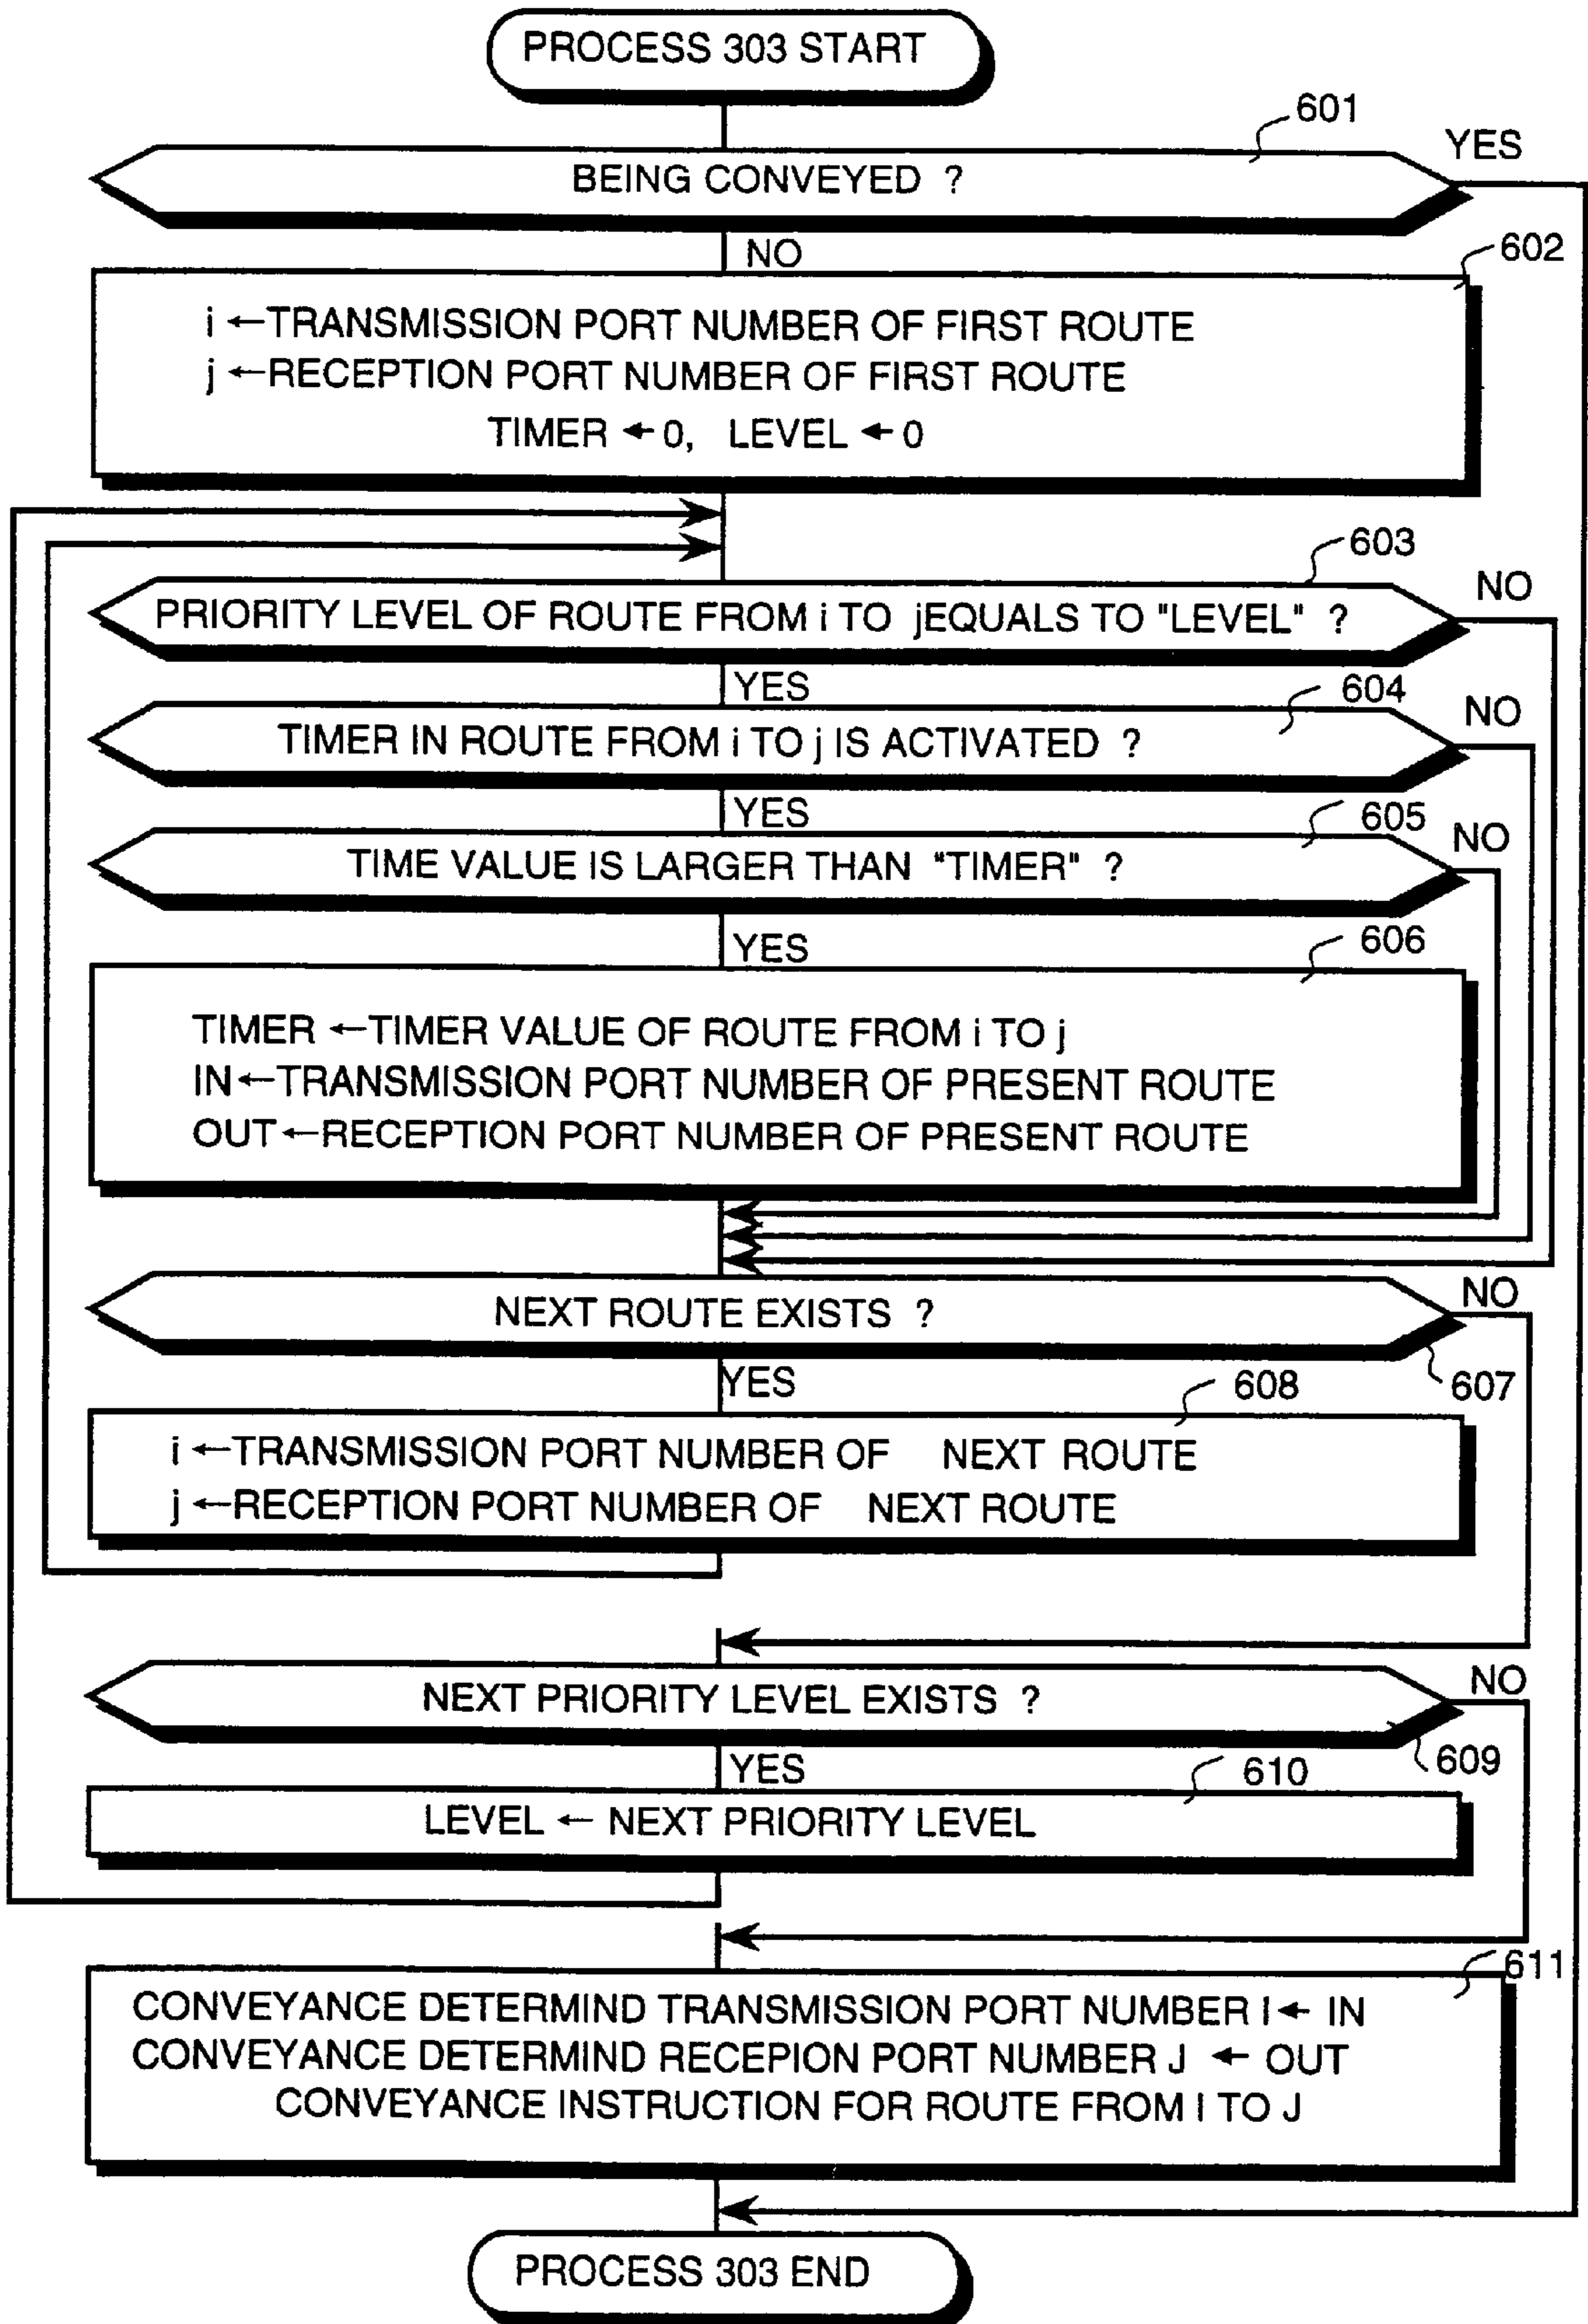 PROCESS 303 START
601
YES
BEING CONVEYED ?
NO
602
i ←TRANSMISSION PORT NUMBER OF FIRST ROUTE
j ←RECEPTION PORT NUMBER OF FIRST ROUTE
TIMER ← 0, LEVEL ← 0
603
NO
PRIORITY LEVEL OF ROUTE FROM i TO jEQUALS TO "LEVEL" ?
YES
604
NO
TIMER IN ROUTE FROM i TO j IS ACTIVATED ?
YES
605
NO
TIME VALUE IS LARGER THAN "TIMER" ?
YES
606
TIMER ←TIMER VALUE OF ROUTE FROM i TO j
IN←TRANSMISSION PORT NUMBER OF PRESENT ROUTE
OUT←RECEPTION PORT NUMBER OF PRESENT ROUTE
NO
NEXT ROUTE EXISTS ?
607
YES
608
i ←TRANSMISSION PORT NUMBER OF NEXT ROUTE
j ←RECEPTION PORT NUMBER OF NEXT ROUTE
NO
NEXT PRIORITY LEVEL EXISTS ?
609
YES
610
LEVEL ← NEXT PRIORITY LEVEL
611
CONVEYANCE DETERMIND TRANSMISSION PORT NUMBER I← IN
CONVEYANCE DETERMIND RECEPION PORT NUMBER J ← OUT
CONVEYANCE INSTRUCTION FOR ROUTE FROM I TO J
PROCESS 303 END